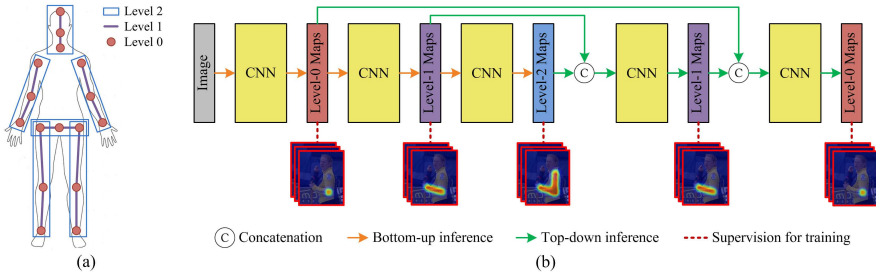 Level 2
Level 1
Level 0
(a)
Image
CNN
Level-0 Maps
CNN
Level-1 Maps
CNN
Level-2 Maps
C
CNN
Level-1 Maps
C
CNN
Level-0 Maps
C Concatenation
Bottom-up inference
Top-down inference
Supervision for training
(b)